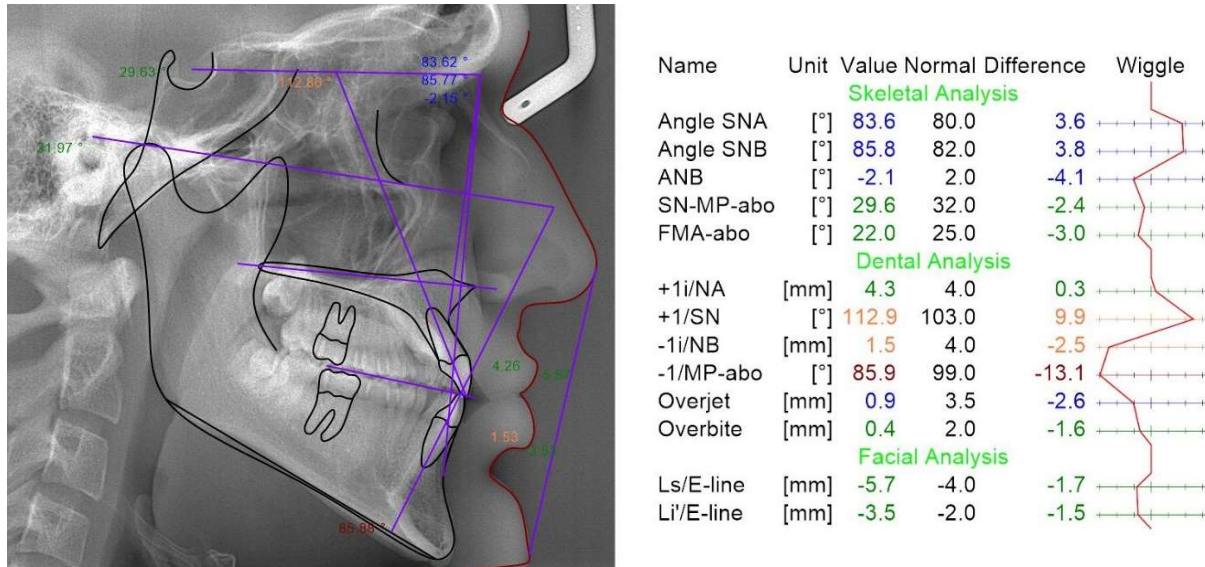 83.62 °
29.63 °
112.86 °
85.77 °
-2.15 °
31.97 °
4.26
1.53
85.88 °
Name Unit Value Normal Difference Wiggle
Skeletal Analysis
Angle SNA [°] 83.6 80.0 3.6
Angle SNB [°] 85.8 82.0 3.8
ANB [°] -2.1 2.0 -4.1
SN-MP-abo [°] 29.6 32.0 -2.4
FMA-abo [°] 22.0 25.0 -3.0
Dental Analysis
+1i/NA [mm] 4.3 4.0 0.3
+1/SN [°] 112.9 103.0 9.9
-1i/NB [mm] 1.5 4.0 -2.5
-1/MP-abo [°] 85.9 99.0 -13.1
Overjet [mm] 0.9 3.5 -2.6
Overbite [mm] 0.4 2.0 -1.6
Facial Analysis
Ls/E-line [mm] -5.7 -4.0 -1.7
Li'/E-line [mm] -3.5 -2.0 -1.5